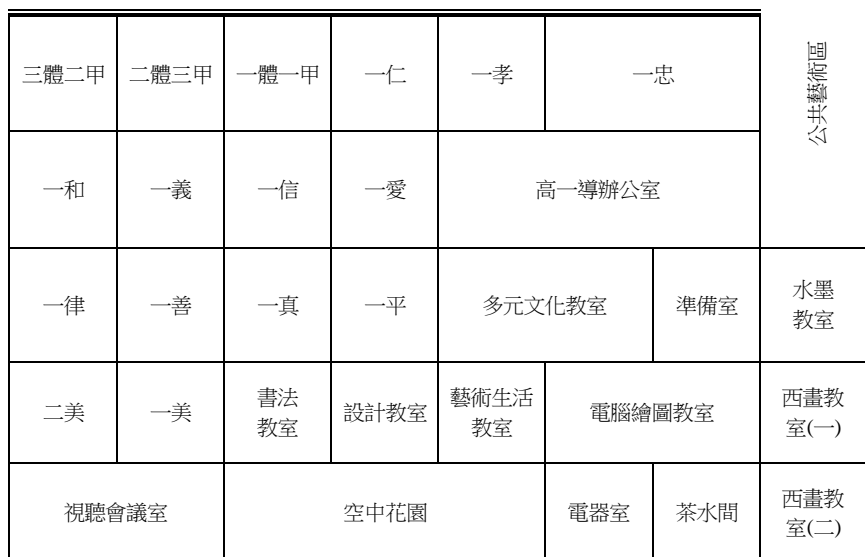 三體二甲
二體三甲
一體一甲
一仁
一孝
一忠
公共藝術區
一和
一義
一信
一愛
高一導辦公室
一律
一善
一真
一平
多元文化教室
準備室
水墨
教室
二美
一美
書法
教室
設計教室
藝術生活
教室
電腦繪圖教室
西畫教
室(一)
視聽會議室
空中花園
電器室
茶水間
西畫教
室(二)